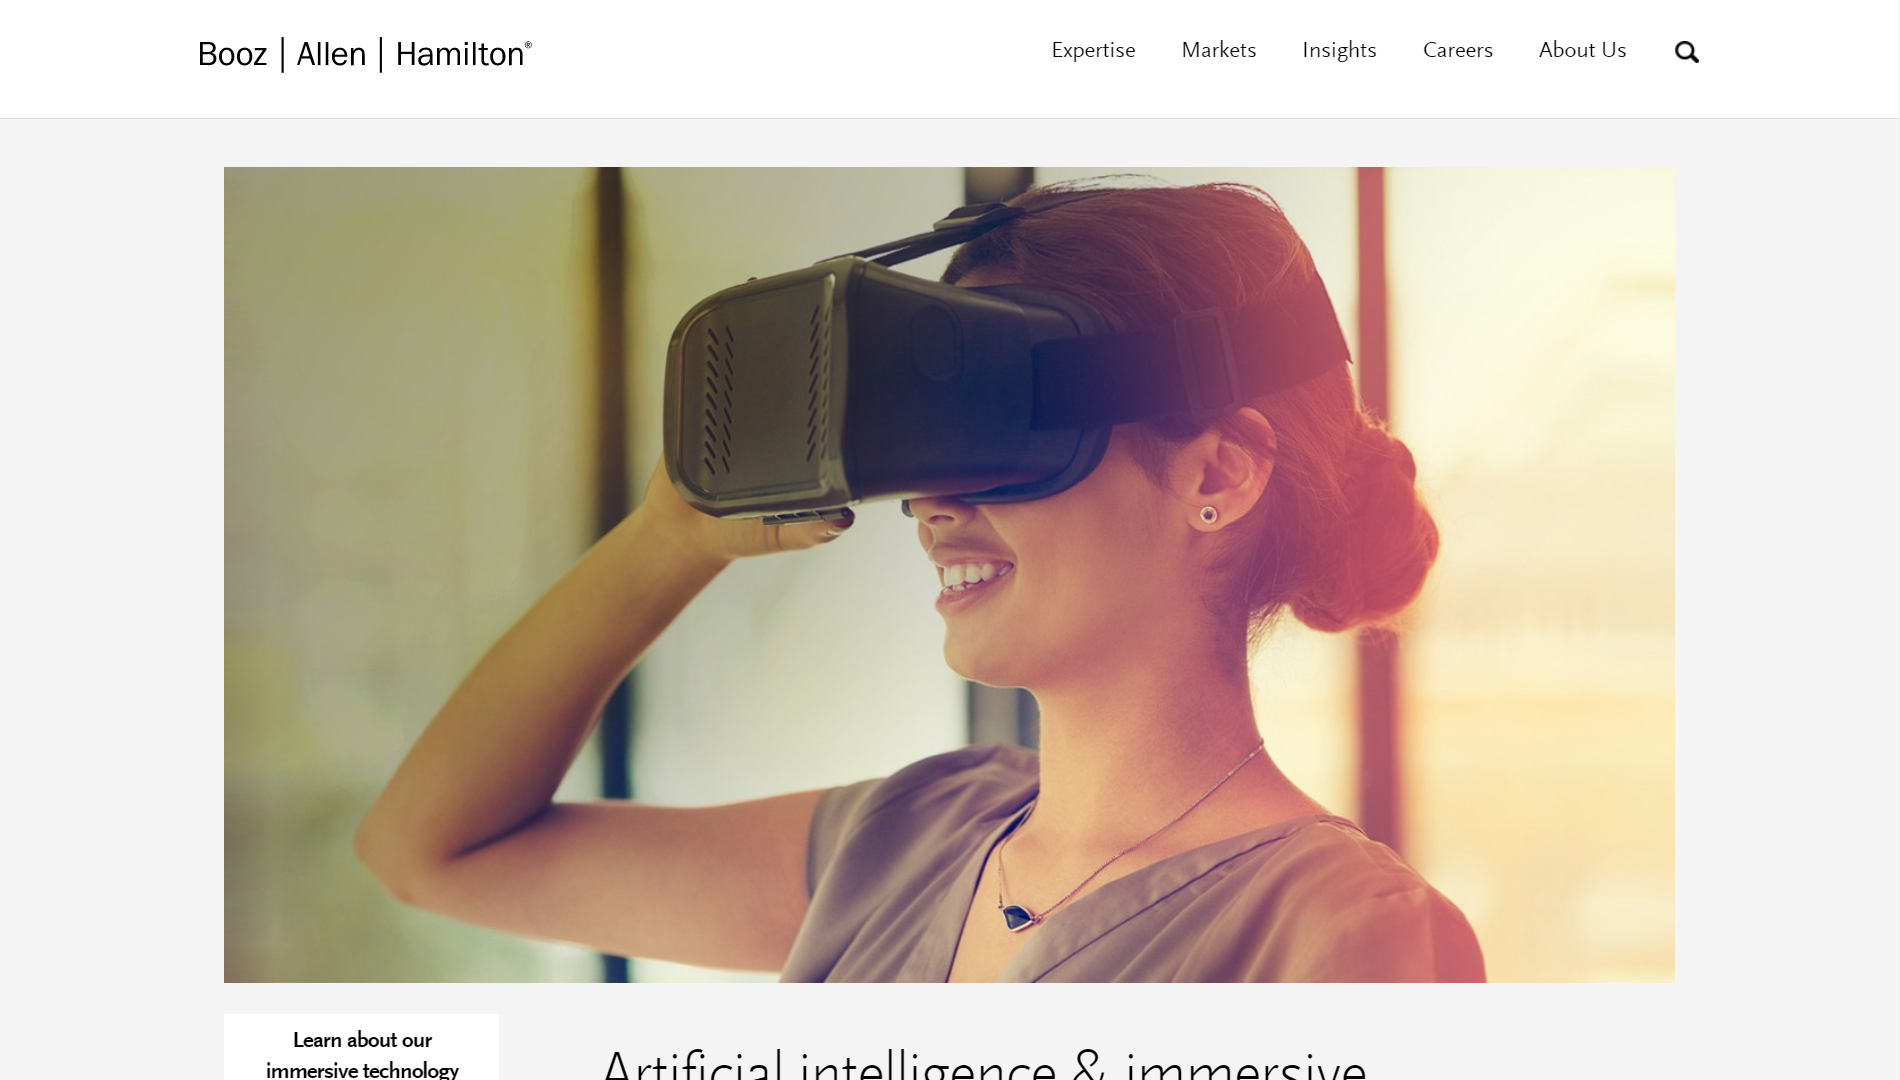 Booz | Allen | Hamilton®
Expertise
Markets
Insights
Careers
About Us
Learn about our
immersive technology
Artificial intelligence & immersive